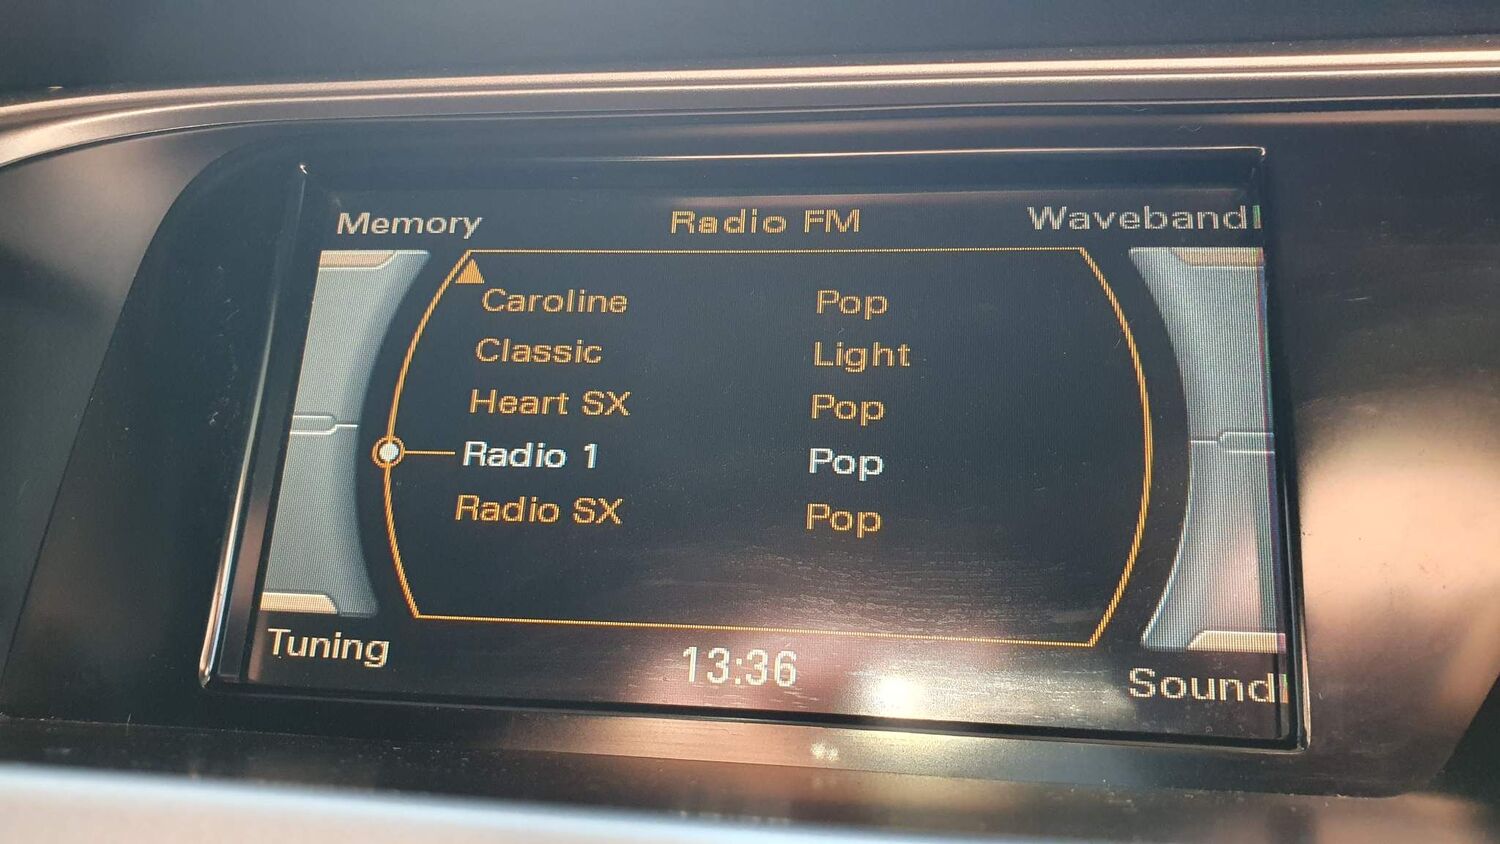 Memory Radio FM Waveband
Caroline Pop
Classic Light
Heart SX Pop
Radio 1 Pop
Radio SX Pop
Tuning 13:36 Sound